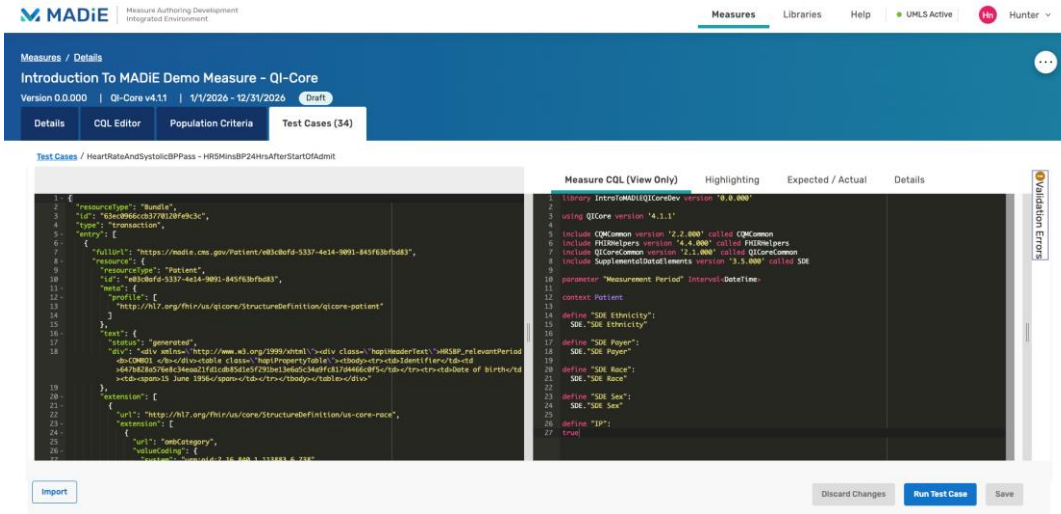 MADiE Measure Authoring Development Integrated Environment
Measures Libraries Help UMLS Active Hn Hunter
Measures / Details
Introduction To MADiE Demo Measure - QI-Core
Version 0.0.000 | QI-Core v4.1.1 | 1/1/2026 - 12/31/2026 Draft
Details CQL Editor Population Criteria Test Cases (34)
Test Cases / HeartRateAndSystolicBPPass - HR5MinsBP24HrsAfterStartOfAdmit
1 {
2 "resourceType": "Bundle",
3 "id": "63ec0966ccb3770120fe9c3c",
4 "type": "transaction",
5 "entry": [
6 {
7 "fullUrl": "https://madie.cms.gov/Patient/e03c0afd-5337-4e14-9091-845f63bfbd83",
8 "resource": {
9 "resourceType": "Patient",
10 "id": "e03c0afd-5337-4e14-9091-845f63bfbd83",
11 "meta": {
12 "profile": [
13 "http://hl7.org/fhir/us/qicore/StructureDefinition/qicore-patient"
14 ]
15 },
16 "text": {
17 "status": "generated",
18 "div": "<div xmlns=\"http://www.w3.org/1999/xhtml\"><div class=\"hapiHeaderText\">HRSBP_relevantPeriod
<b>COMBO1 </b></div><table class=\"hapiPropertyTable\"><tbody><tr><td>Identifier</td><td
></td></tr><tr><td>Date of birth</td
><td><span>15 June 1956</span></td></tr></tbody></table></div>"
19 },
20 "extension": [
21 {
22 "url": "http://hl7.org/fhir/us/core/StructureDefinition/us-core-race",
23 "extension": [
24 {
25 "url": "ombCategory",
26 "valueCoding": {
27 "system": "urn:oid:2.16.840.1.113883.6.238",
Measure CQL (View Only) Highlighting Expected / Actual Details
1 library IntroToMADiEQICoreDev version '0.0.000'
2
3 using QICore version '4.1.1'
4
5 include CQMCommon version '2.2.000' called CQMCommon
6 include FHIRHelpers version '4.4.000' called FHIRHelpers
7 include QICoreCommon version '2.1.000' called QICoreCommon
8 include SupplementalDataElements version '3.5.000' called SDE
9
10 parameter "Measurement Period" Interval<DateTime>
11
12 context Patient
13
14 define "SDE Ethnicity":
15 SDE."SDE Ethnicity"
16
17 define "SDE Payer":
18 SDE."SDE Payer"
19
20 define "SDE Race":
21 SDE."SDE Race"
22
23 define "SDE Sex":
24 SDE."SDE Sex"
25
26 define "IP":
27 true
Validation Errors
Import Discard Changes Run Test Case Save